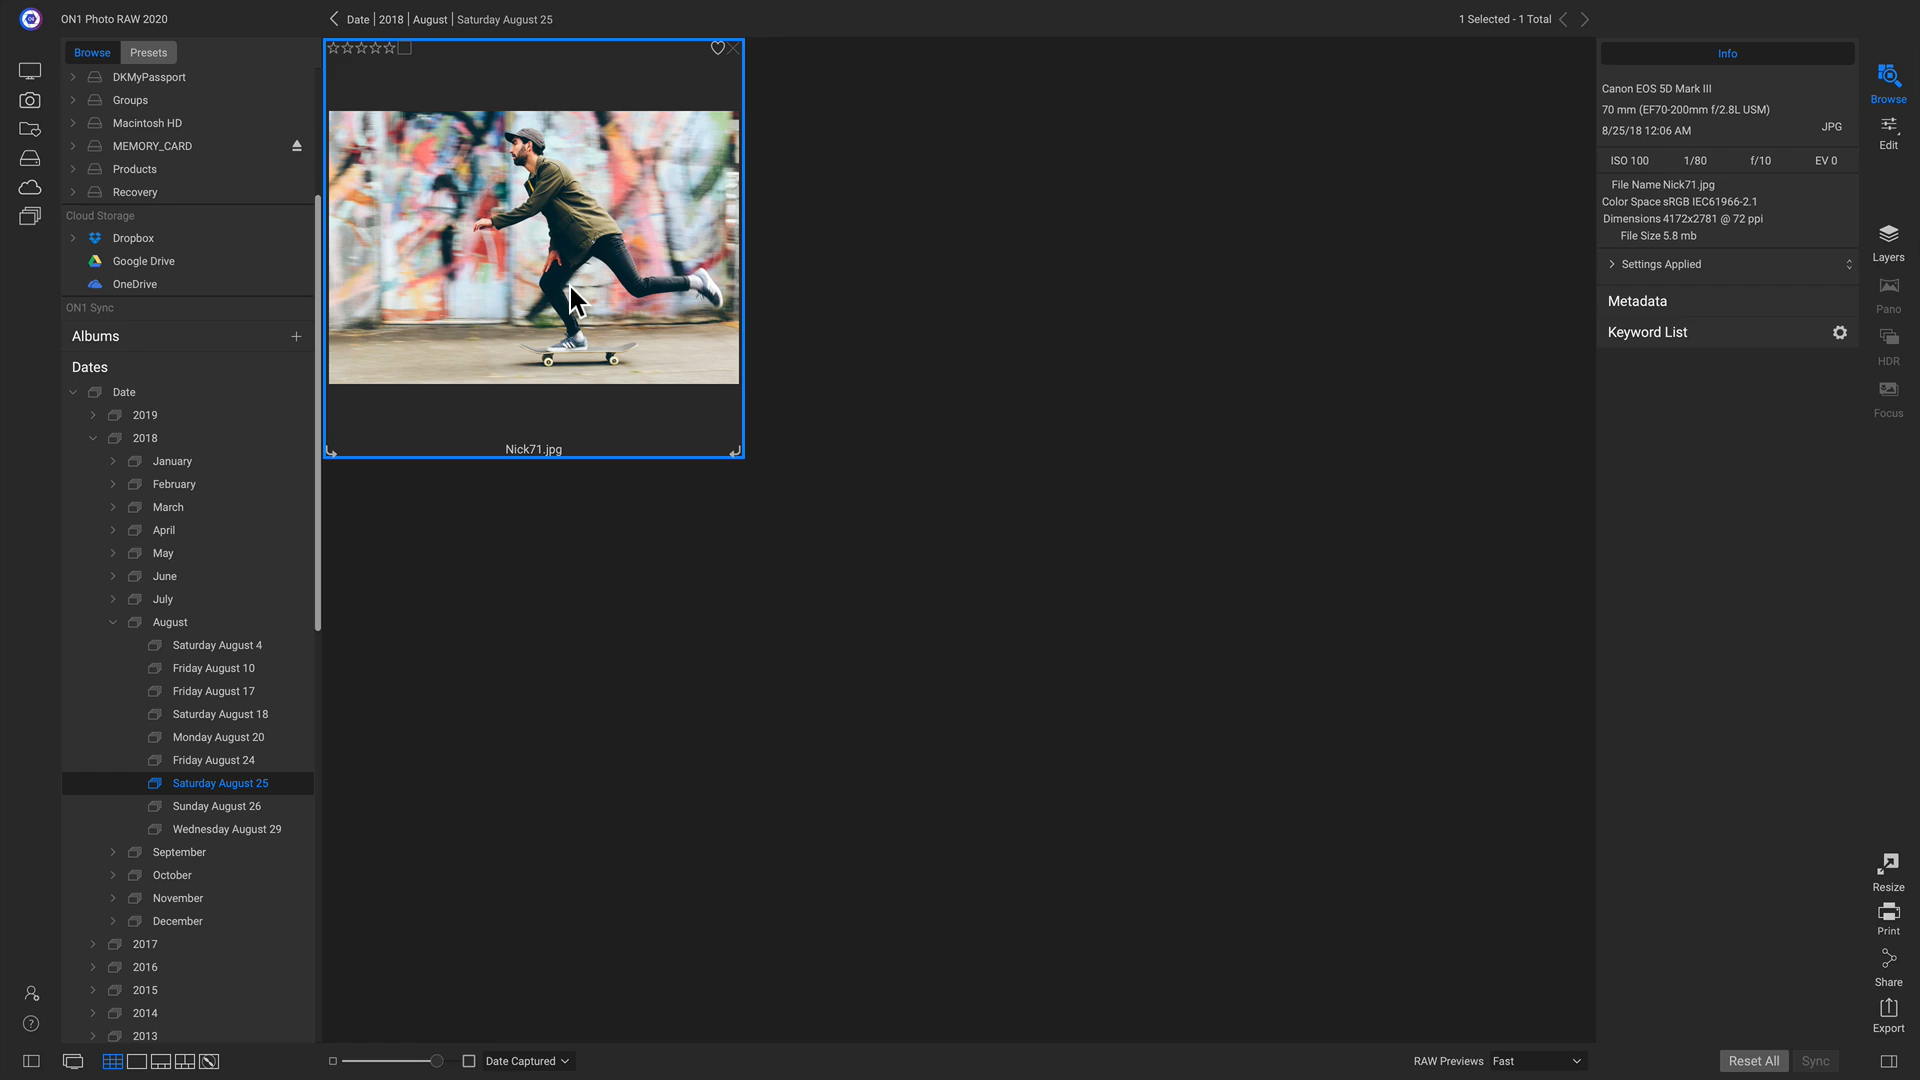 ON1 Photo RAW 2020
Date | 2018 | August | Saturday August 25
1 Selected - 1 Total
Browse
Presets
DKMyPassport
Groups
Macintosh HD
MEMORY_CARD
Products
Recovery
Cloud Storage
Dropbox
Google Drive
OneDrive
ON1 Sync
Albums
Dates
Date
2019
2018
January
February
March
April
May
June
July
August
Saturday August 4
Friday August 10
Friday August 17
Saturday August 18
Monday August 20
Friday August 24
Saturday August 25
Sunday August 26
Wednesday August 29
September
October
November
December
2017
2016
2015
2014
2013
Nick71.jpg
Date Captured
RAW Previews Fast
Reset All
Sync
Info
Canon EOS 5D Mark III
70 mm (EF70-200mm f/2.8L USM)
8/25/18 12:06 AM
JPG
ISO 100 1/80 f/10 EV 0
File Name Nick71.jpg
Color Space sRGB IEC61966-2.1
Dimensions 4172x2781 @ 72 ppi
File Size 5.8 mb
Settings Applied
Metadata
Keyword List
Browse
Edit
Layers
Pano
HDR
Focus
Resize
Print
Share
Export